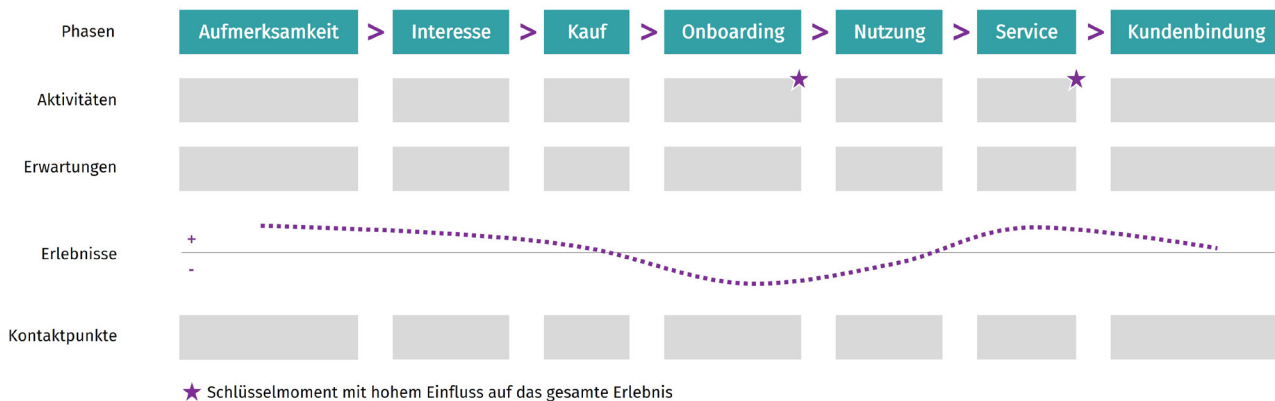 Phasen Aufmerksamkeit > Interesse > Kauf > Onboarding > Nutzung > Service > Kundenbindung
Aktivitäten
Erwartungen
+
Erlebnisse
-
Kontaktpunkte
★ Schlüsselmoment mit hohem Einfluss auf das gesamte Erlebnis